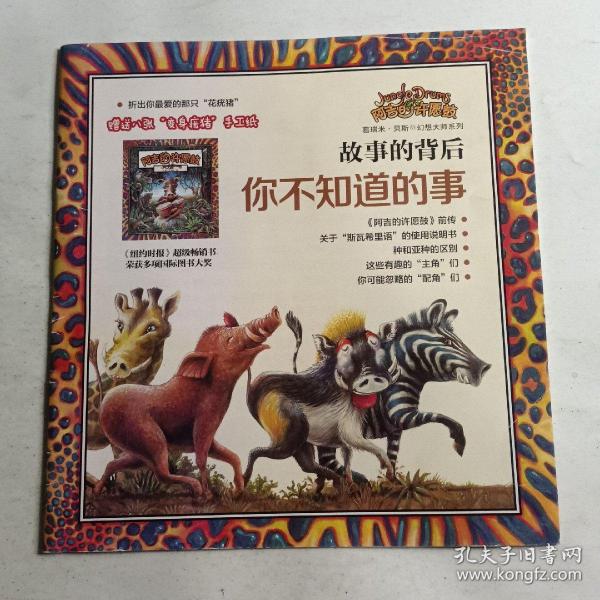 折出你最爱的那只“花疣猪”
赠送八张“变身疣猪”手工纸
Jungle Drums
阿吉的许愿鼓
葛瑞米·贝斯®幻想大师系列
阿吉的许愿鼓
《纽约时报》超级畅销书
荣获多项国际图书大奖
故事的背后
你不知道的事
《阿吉的许愿鼓》前传
关于“斯瓦希里语”的使用说明书
种和亚种的区别
这些有趣的“主角”们
你可能忽略的“配角”们
孔夫子旧书网
www.kongfz.com